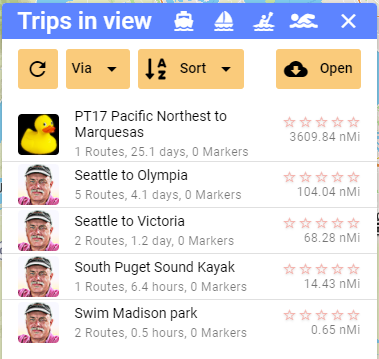 Trips in view
Via
A
Z
Sort
Open
PT17 Pacific Northest to
Marquesas
3609.84 nMi
1 Routes, 25.1 days, 0 Markers
Seattle to Olympia
104.04 nMi
5 Routes, 4.1 days, 0 Markers
Seattle to Victoria
68.28 nMi
2 Routes, 1.2 day, 0 Markers
South Puget Sound Kayak
14.43 nMi
1 Routes, 6.4 hours, 0 Markers
Swim Madison park
0.65 nMi
2 Routes, 0.5 hours, 0 Markers